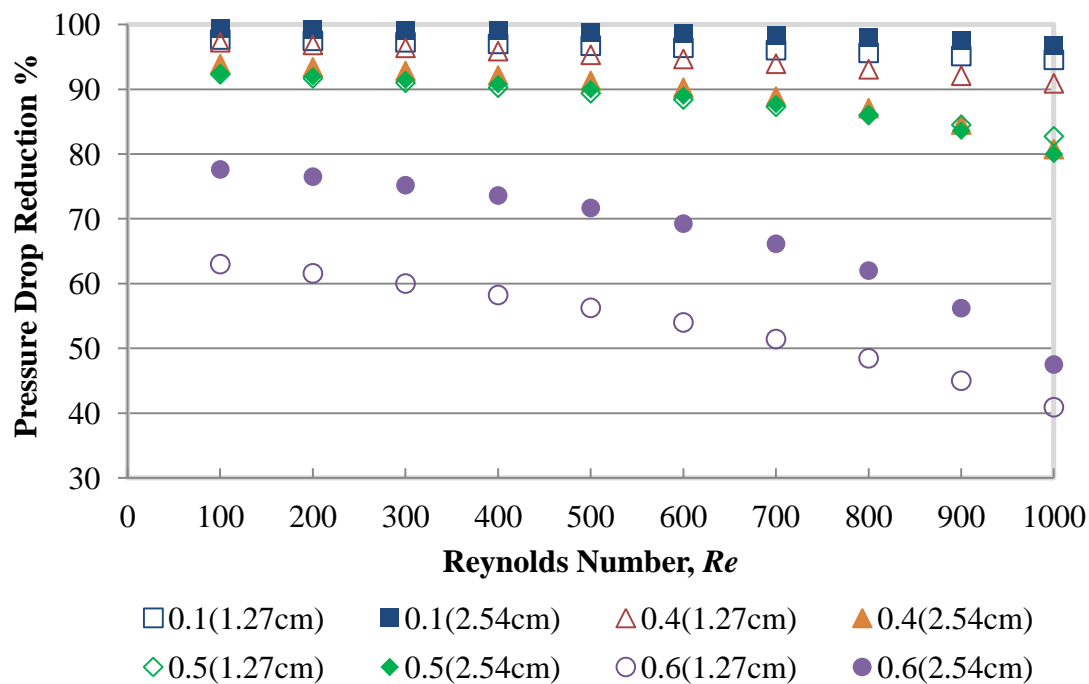 Pressure Drop Reduction %
100
90
80
70
60
50
40
30
0 100 200 300 400 500 600 700 800 900 1000
Reynolds Number, Re
0.1(1.27cm) 0.1(2.54cm) 0.4(1.27cm) 0.4(2.54cm)
0.5(1.27cm) 0.5(2.54cm) 0.6(1.27cm) 0.6(2.54cm)